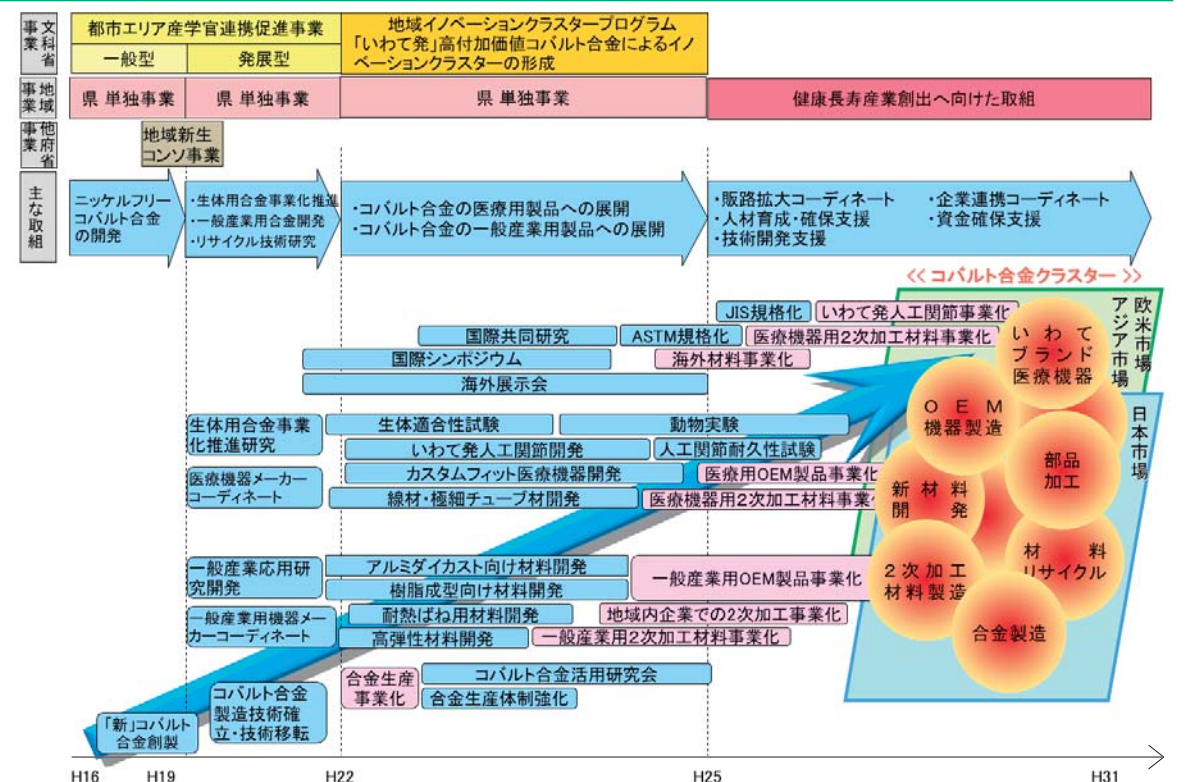 文科省
事業
都市エリア産学官連携促進事業
一般型
発展型
地域イノベーションクラスタープログラム
「いわて発」高付加価値コバルト合金によるイノ
ベーションクラスターの形成
地域
事業
県 単独事業
県 単独事業
県 単独事業
健康長寿産業創出へ向けた取組
他府省
事業
地域新生
コンソ事業
主な取組
ニッケルフリー
コバルト合金
の開発
・生体用合金事業化推進
・一般産業用合金開発
・リサイクル技術研究
・コバルト合金の医療用製品への展開
・コバルト合金の一般産業用製品への展開
・販路拡大コーディネート
・人材育成・確保支援
・技術開発支援
・企業連携コーディネート
・資金確保支援
<< コバルト合金クラスター >>
JIS規格化
いわて発人工関節事業化
国際共同研究
ASTM規格化
医療機器用2次加工材料事業化
国際シンポジウム
海外材料事業化
海外展示会
生体用合金事業
化推進研究
生体適合性試験
動物実験
いわて発人工関節開発
人工関節耐久性試験
医療機器メーカー
コーディネート
カスタムフィット医療機器開発
医療用OEM製品事業化
線材・極細チューブ材開発
医療機器用2次加工材料事業
一般産業応用研
究開発
アルミダイカスト向け材料開発
樹脂成型向け材料開発
一般産業用OEM製品事業化
一般産業用機器メー
カーコーディネート
耐熱ばね用材料開発
地域内企業での2次加工事業化
高弾性材料開発
一般産業用2次加工材料事業化
合金生産
事業化
コバルト合金活用研究会
合金生産体制強化
コバルト合金
製造技術確
立・技術移転
「新」コバルト
合金創製
欧米市場
アジア市場
日本市場
いわて
ブランド
医療機器
OEM
機器製造
部品
加工
新材料
開発
材料
リサイクル
2次加工
材料製造
合金製造
H16
H19
H22
H25
H31